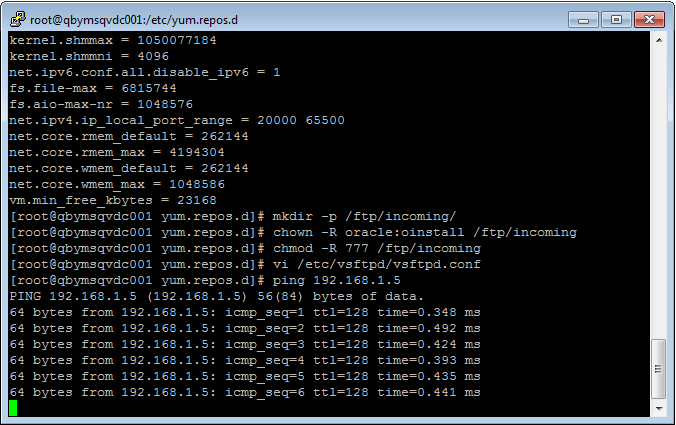 root@qbymsqvdc001:/etc/yum.repos.d
kernel.shmmax = 1050077184
kernel.shmmni = 4096
net.ipv6.conf.all.disable_ipv6 = 1
fs.file-max = 6815744
fs.aio-max-nr = 1048576
net.ipv4.ip_local_port_range = 20000 65500
net.core.rmem_default = 262144
net.core.rmem_max = 4194304
net.core.wmem_default = 262144
net.core.wmem_max = 1048586
vm.min_free_kbytes = 23168
[root@qbymsqvdc001 yum.repos.d]# mkdir -p /ftp/incoming/
[root@qbymsqvdc001 yum.repos.d]# chown -R oracle:oinstall /ftp/incoming
[root@qbymsqvdc001 yum.repos.d]# chmod -R 777 /ftp/incoming
[root@qbymsqvdc001 yum.repos.d]# vi /etc/vsftpd/vsftpd.conf
[root@qbymsqvdc001 yum.repos.d]# ping 192.168.1.5
PING 192.168.1.5 (192.168.1.5) 56(84) bytes of data.
64 bytes from 192.168.1.5: icmp_seq=1 ttl=128 time=0.348 ms
64 bytes from 192.168.1.5: icmp_seq=2 ttl=128 time=0.492 ms
64 bytes from 192.168.1.5: icmp_seq=3 ttl=128 time=0.424 ms
64 bytes from 192.168.1.5: icmp_seq=4 ttl=128 time=0.393 ms
64 bytes from 192.168.1.5: icmp_seq=5 ttl=128 time=0.435 ms
64 bytes from 192.168.1.5: icmp_seq=6 ttl=128 time=0.441 ms